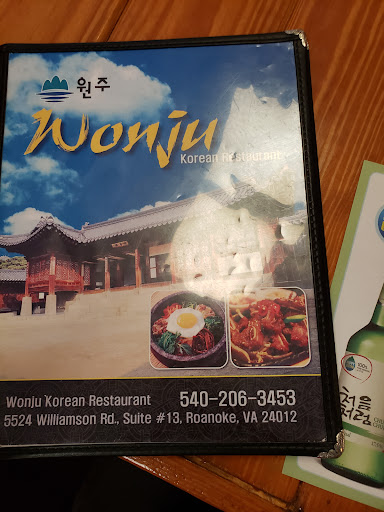 원주
Wonju
Korean Restaurant
Wonju Korean Restaurant 540-206-3453
5524 Williamson Rd., Suite #13, Roanoke, VA 24012
처음
처럼